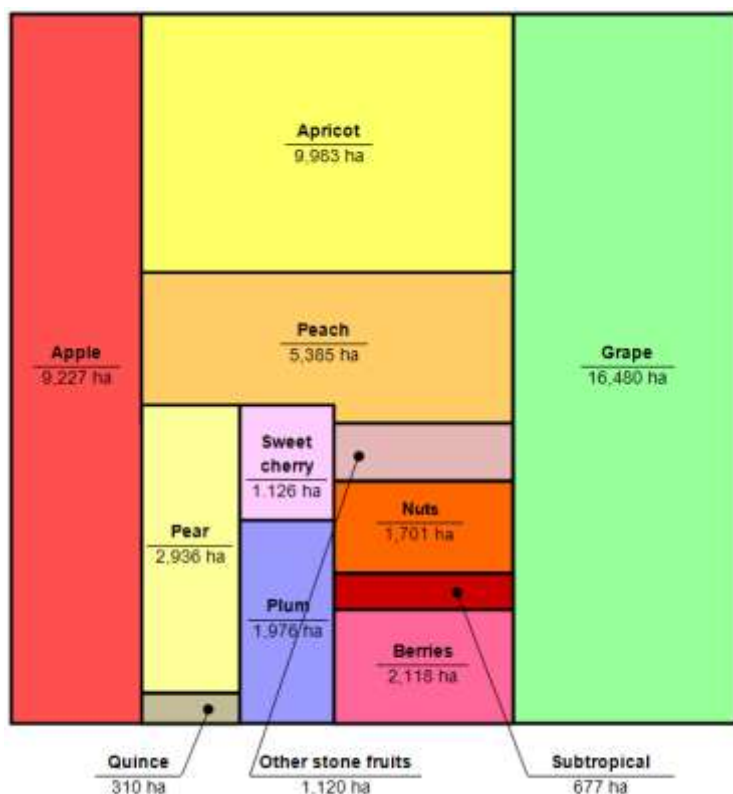 Apricot
9,983 ha
Peach
5,385 ha
Apple
9,227 ha
Grape
16,480 ha
Sweet
cherry
1.126 ha
Nuts
1,701 ha
Pear
2,936 ha
Plum
1,976 ha
Berries
2,118 ha
Quince
310 ha
Other stone fruits
1,120 ha
Subtropical
677 ha